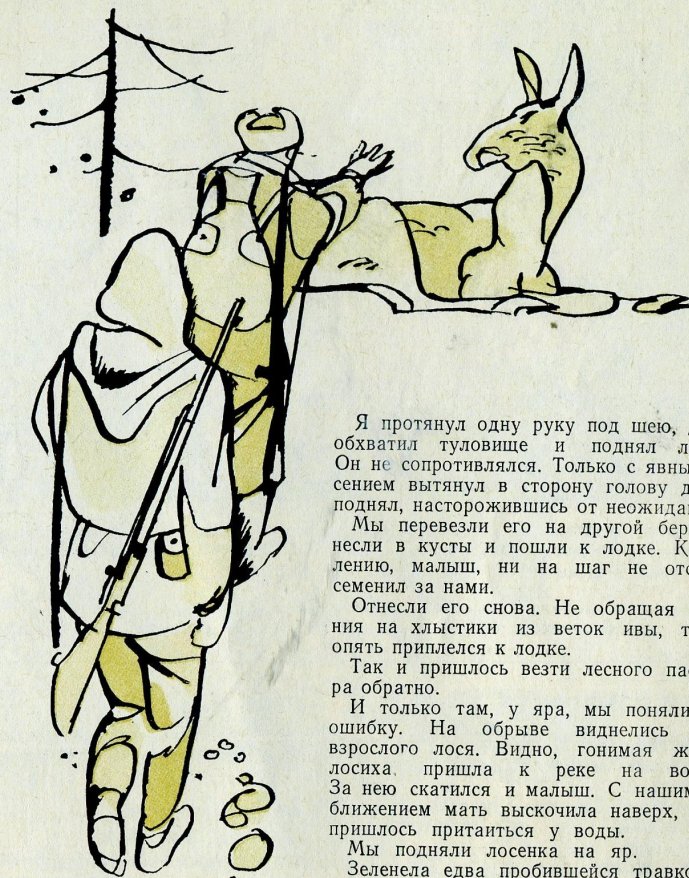 Я протянул одну руку под шею,
обхватил туловище и поднял
Он не сопротивлялся. Только с
сением вытянул в сторону голову
поднял, насторожившись от
Мы перевезли его на другой
несли в кусты и пошли к лодке.
лению, малыш, ни на шаг не
семенил за нами.
Отнесли его снова. Не обращая
ния на хлыстики из веток ивы,
опять приплелся к лодке.
Так и пришлось везти лесного
ра обратно.
И только там, у яра, мы поняли
ошибку. На обрыве виднелись
взрослого лося. Видно, гонимая
лосиха, пришла к реке на
За нею скатился и малыш. С
ближением мать выскочила наверх,
пришлось притаиться у воды.
Мы подняли лосенка на яр.
Зеленела едва пробившейся